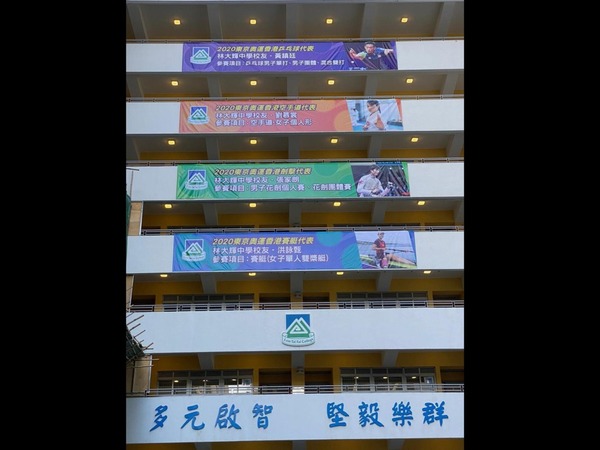 2020東京奧運香港乒乓球代表
林大輝中學校友 - 黃鎮廷
參賽項目:乒乓球男子單打、男子團體、混合雙打
2020東京奧運香港空手道代表
林大輝中學校友 - 劉慕裳
參賽項目:空手道(女子個人形)
2020東京奧運香港劍擊代表
林大輝中學校友 - 張家朗
參賽項目:男子花劍個人賽、花劍團體賽
2020東京奧運香港賽艇代表
林大輝中學校友 - 洪詠甄
參賽項目:賽艇(女子單人雙槳艇)
Lam Tai Fai College
多元啟智 堅毅樂群